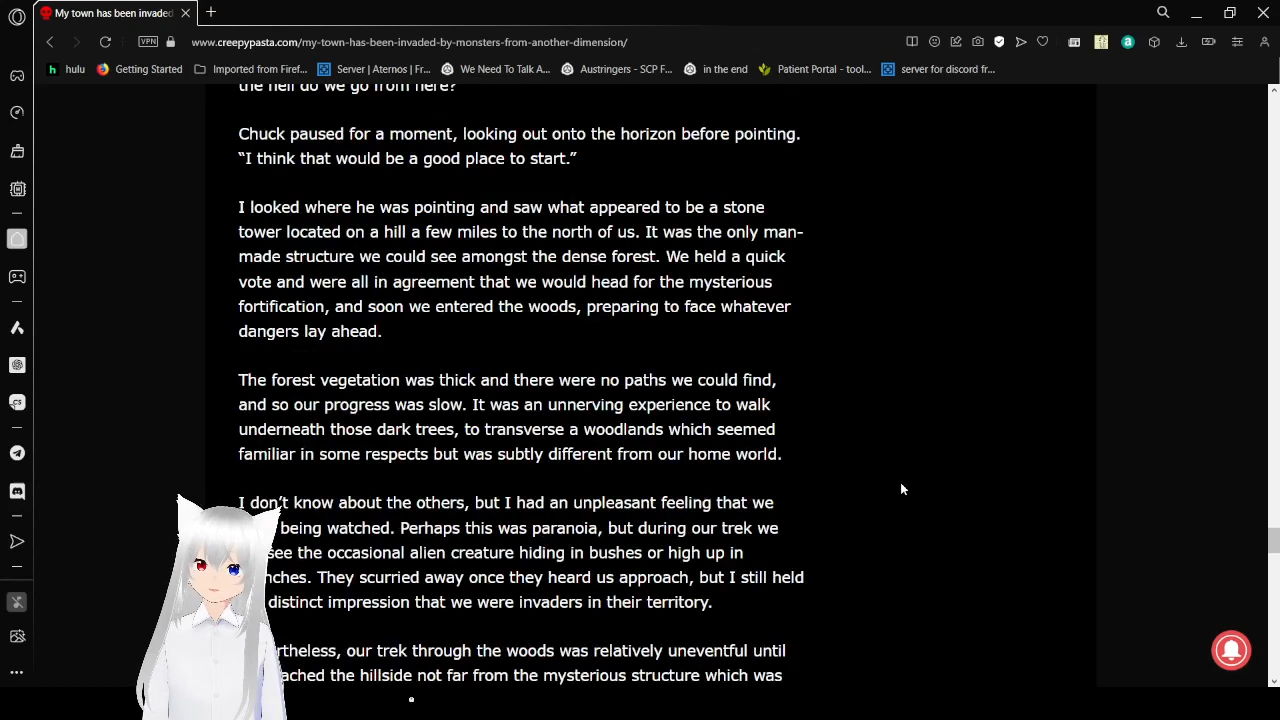 My town has been invaded
VPN
www.creepypasta.com/my-town-has-been-invaded-by-monsters-from-another-dimension/
hulu
Getting Started
Imported from Firef...
Server | Aternos | Fr...
We Need To Talk A...
Austringers - SCP F...
in the end
Patient Portal - tool...
server for discord fr...
the hell do we go from here?
Chuck paused for a moment, looking out onto the horizon before pointing.
“I think that would be a good place to start.”
I looked where he was pointing and saw what appeared to be a stone
tower located on a hill a few miles to the north of us. It was the only man-
made structure we could see amongst the dense forest. We held a quick
vote and were all in agreement that we would head for the mysterious
fortification, and soon we entered the woods, preparing to face whatever
dangers lay ahead.
The forest vegetation was thick and there were no paths we could find,
and so our progress was slow. It was an unnerving experience to walk
underneath those dark trees, to transverse a woodlands which seemed
familiar in some respects but was subtly different from our home world.
I don’t know about the others, but I had an unpleasant feeling that we
being watched. Perhaps this was paranoia, but during our trek we
see the occasional alien creature hiding in bushes or high up in
nches. They scurried away once they heard us approach, but I still held
distinct impression that we were invaders in their territory.
rtheless, our trek through the woods was relatively uneventful until
ached the hillside not far from the mysterious structure which was